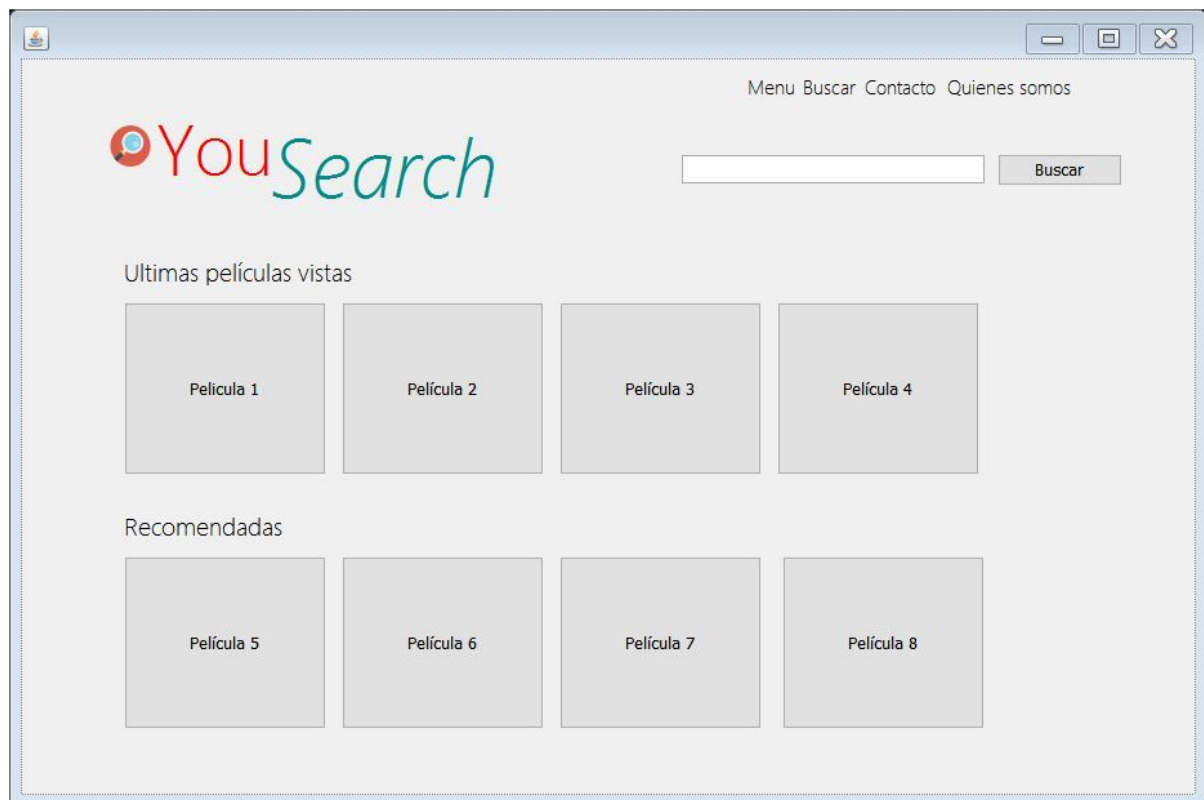 Menu Buscar Contacto Quienes somos
YouSearch
Buscar
Ultimas películas vistas
Pelicula 1 Película 2 Película 3 Película 4
Recomendadas
Película 5 Película 6 Película 7 Película 8